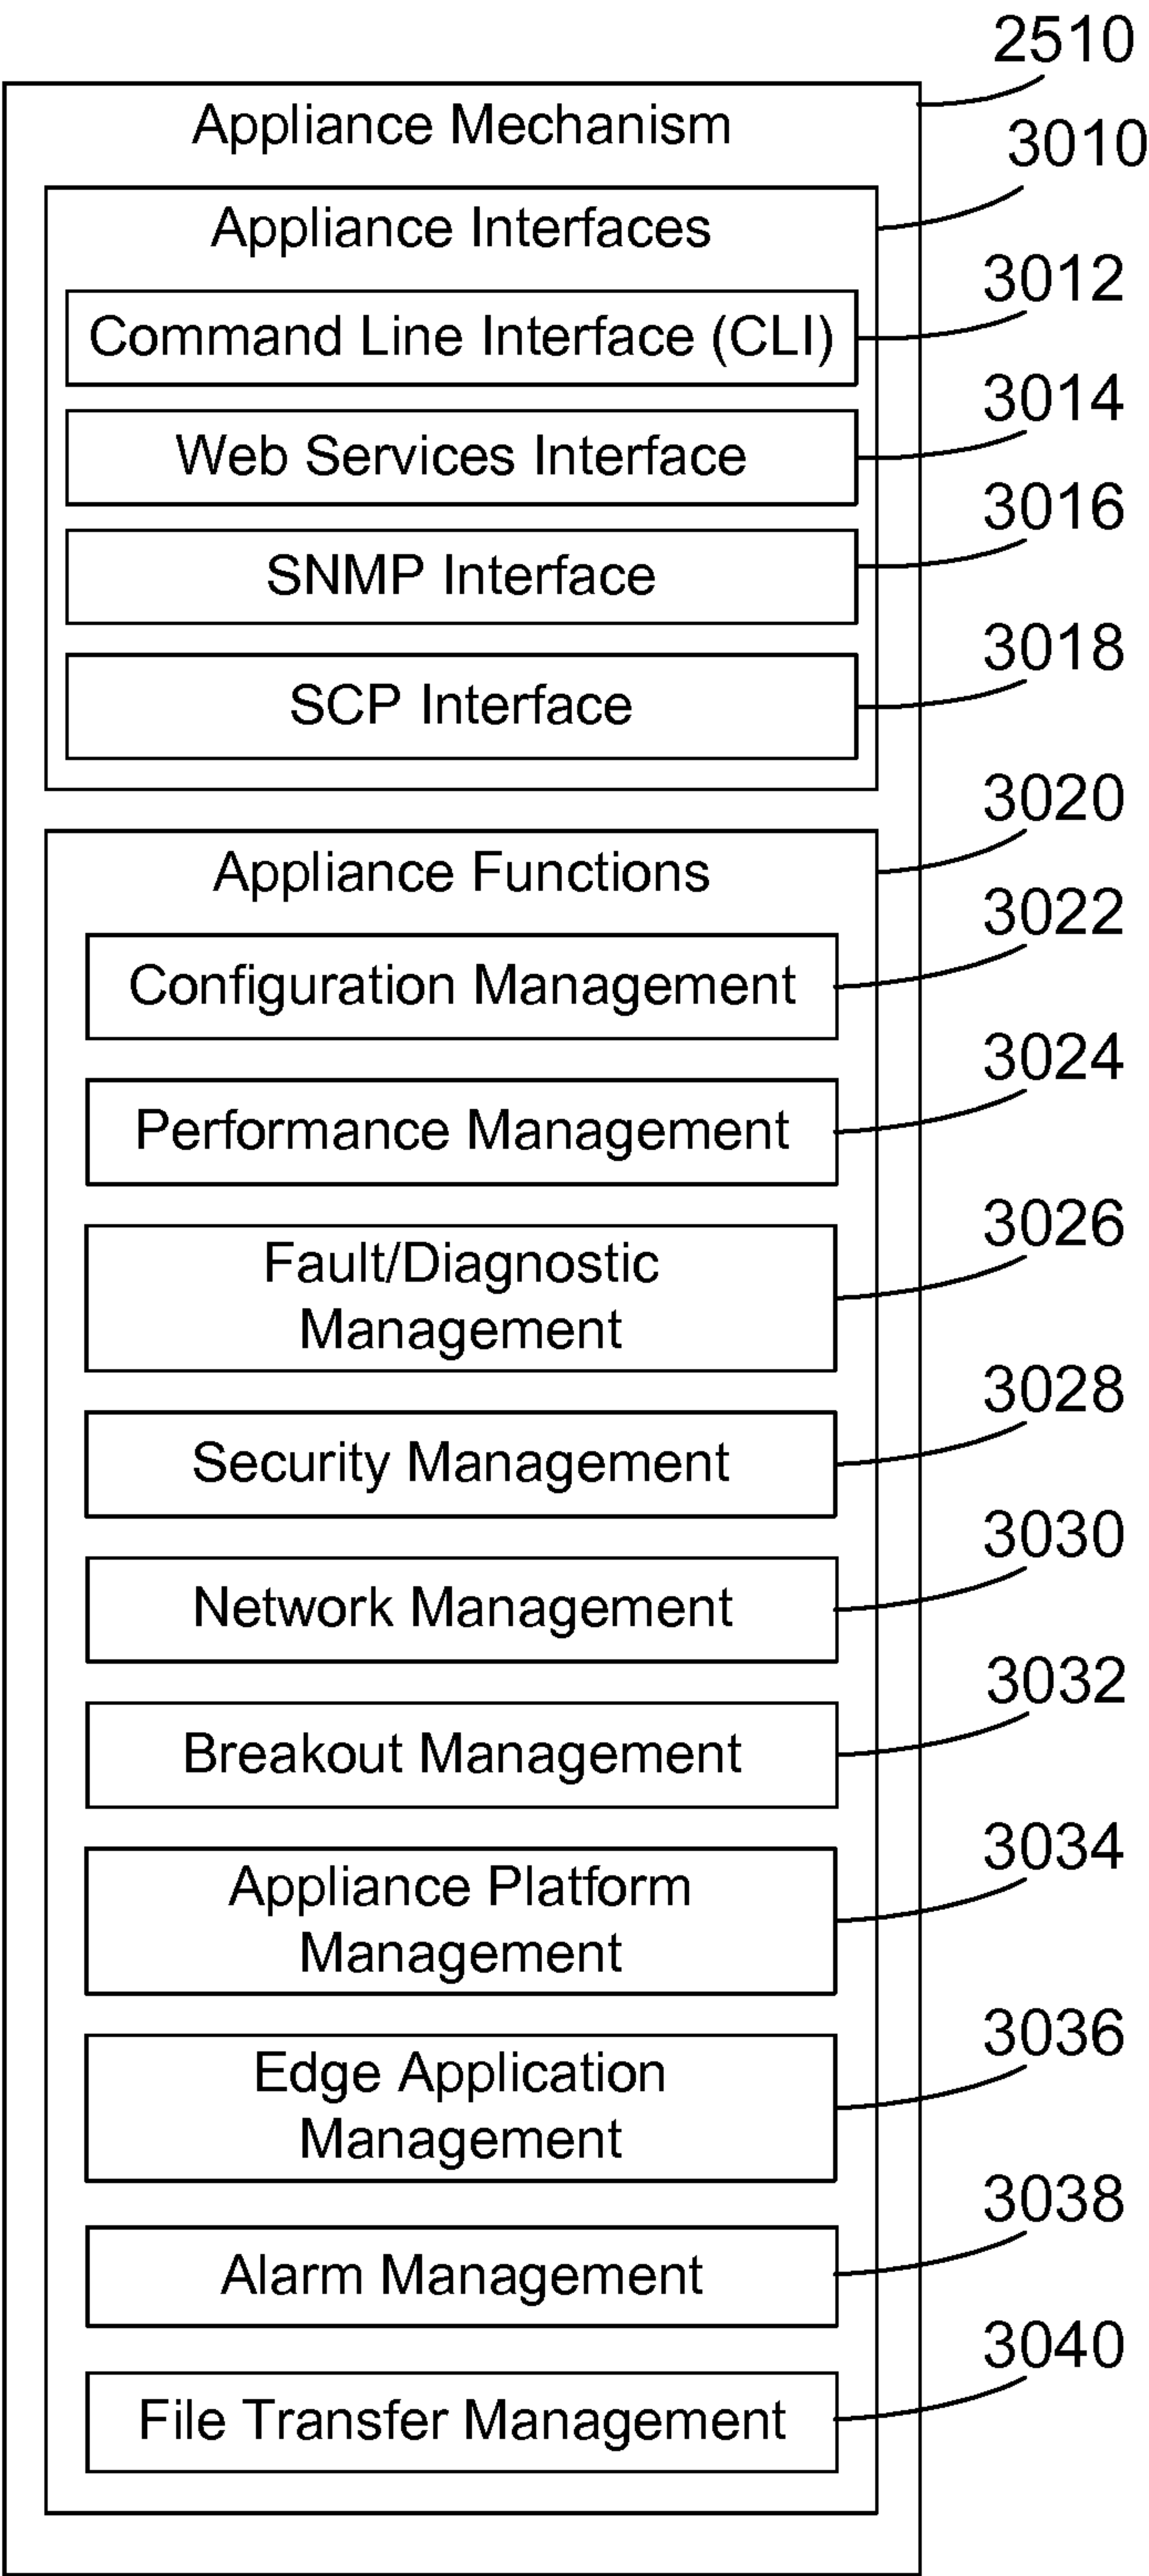 2510
Appliance Mechanism
3010
Appliance Interfaces
3012
Command Line Interface (CLI)
3014
Web Services Interface
3016
SNMP Interface
3018
SCP Interface
3020
Appliance Functions
3022
Configuration Management
3024
Performance Management
3026
Fault/Diagnostic
Management
3028
Security Management
3030
Network Management
3032
Breakout Management
3034
Appliance Platform
Management
3036
Edge Application
Management
3038
Alarm Management
3040
File Transfer Management